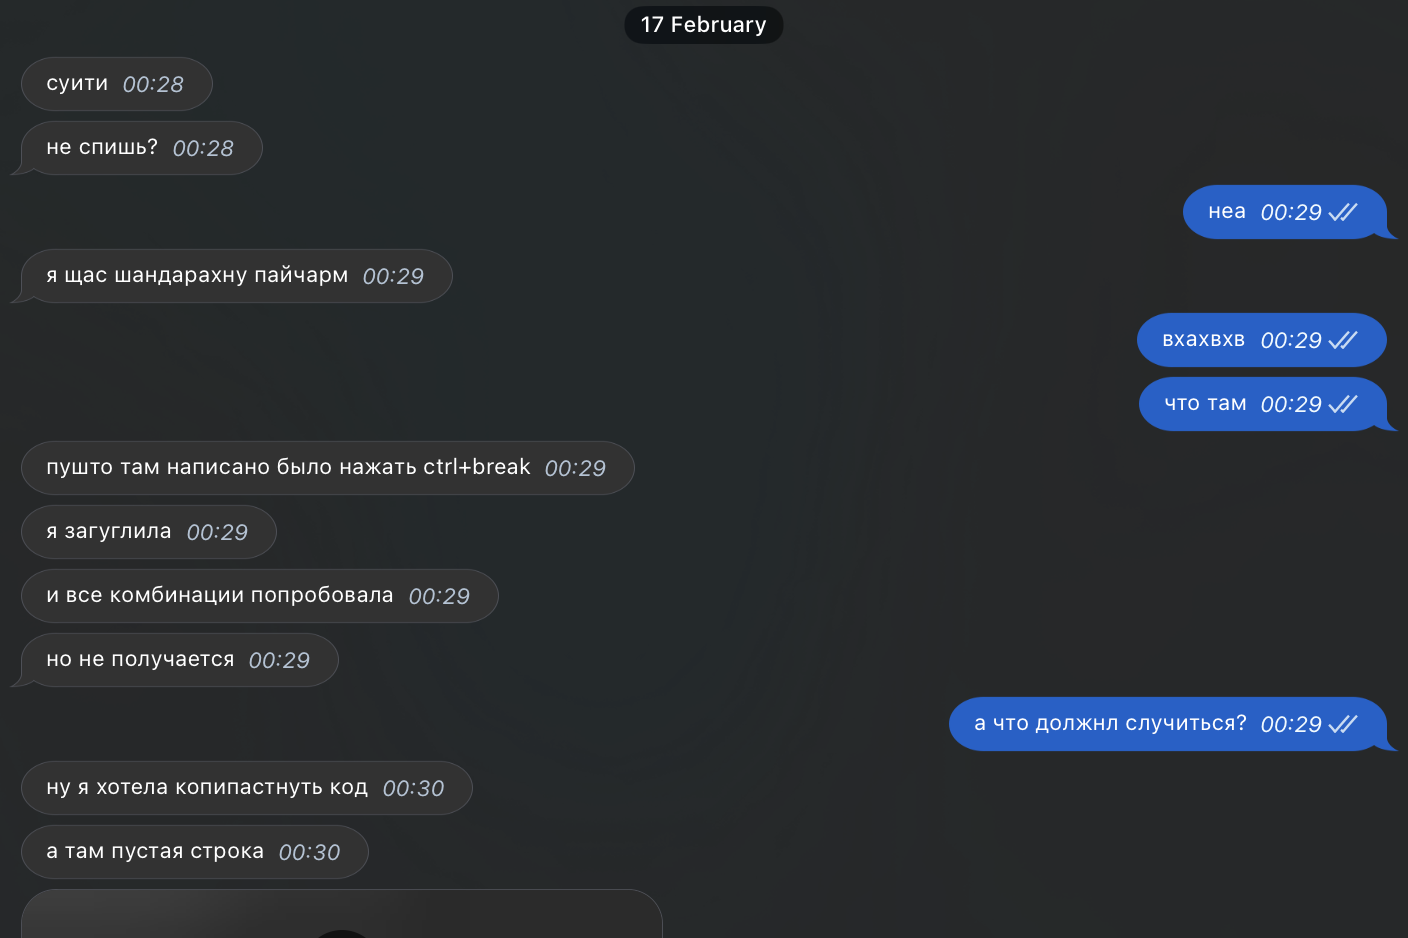 17 February
суити 00:28
не спишь? 00:28
неа 00:29
я щас шандарахну пайчарм 00:29
вхахвхв 00:29
что там 00:29
пушто там написано было нажать ctrl+break 00:29
я загуглила 00:29
и все комбинации попробовала 00:29
но не получается 00:29
а что должнл случиться? 00:29
ну я хотела копипастнуть код 00:30
а там пустая строка 00:30